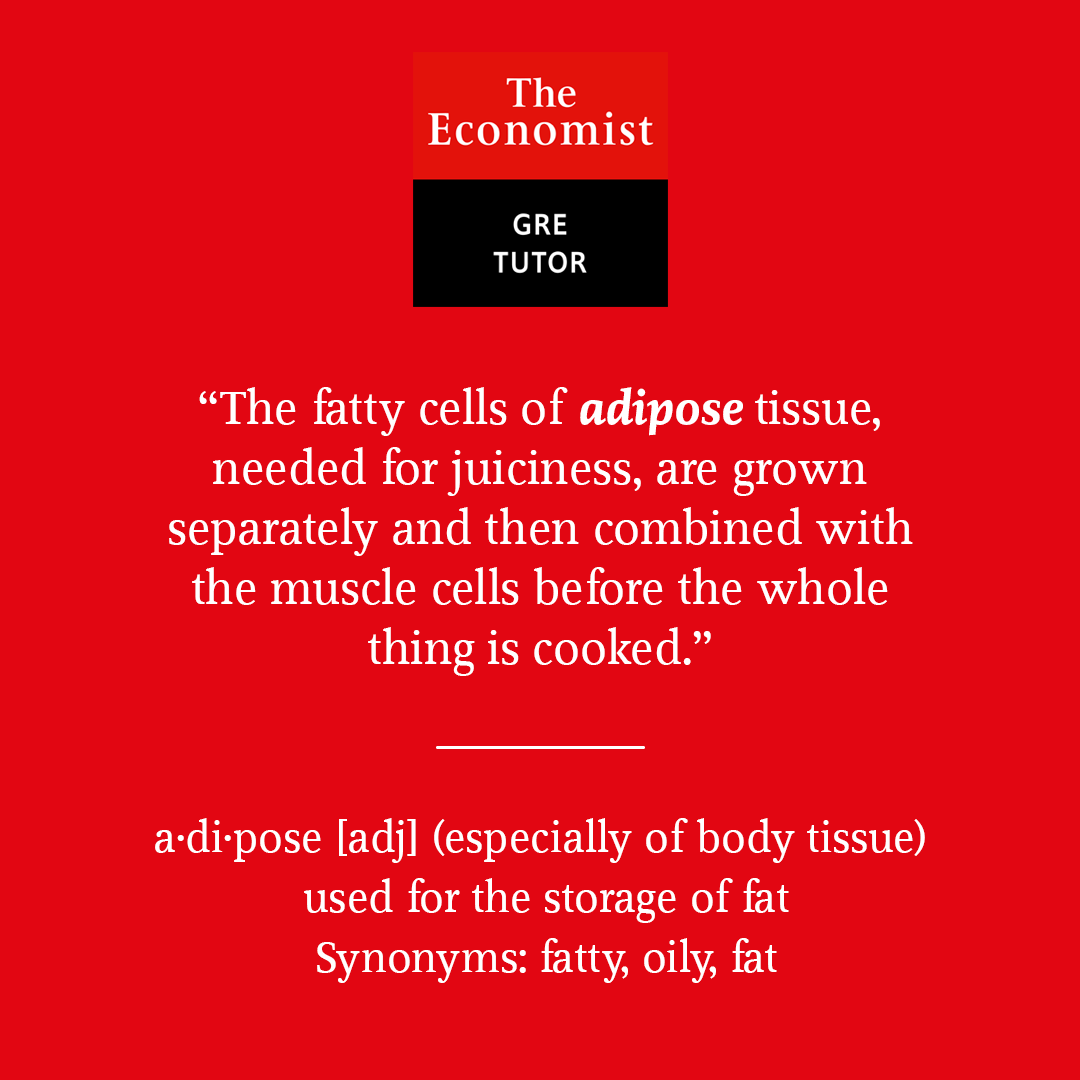 The
Economist
GRE
TUTOR
“The fatty cells of adipose tissue,
needed for juiciness, are grown
separately and then combined with
the muscle cells before the whole
thing is cooked.”
a·di·pose [adj] (especially of body tissue)
used for the storage of fat
Synonyms: fatty, oily, fat